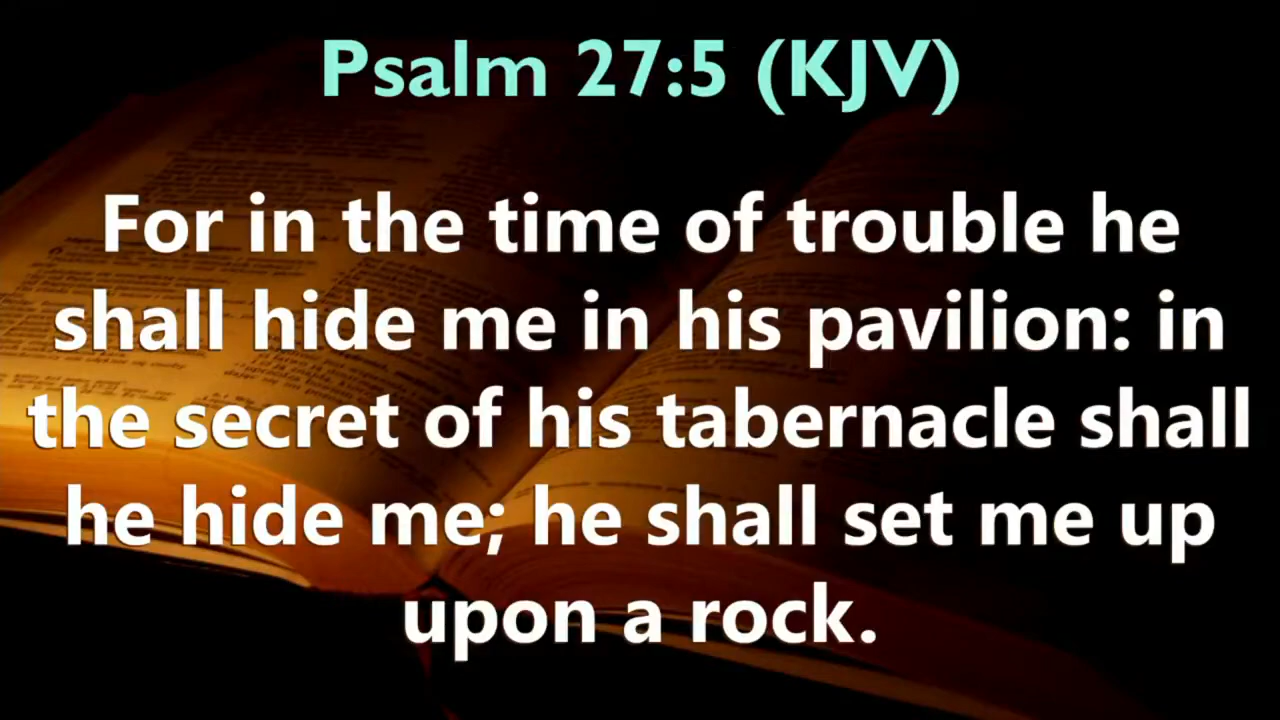 Psalm 27:5 (KJV)
For in the time of trouble he
shall hide me in his pavilion: in
the secret of his tabernacle shall
he hide me; he shall set me up
upon a rock.